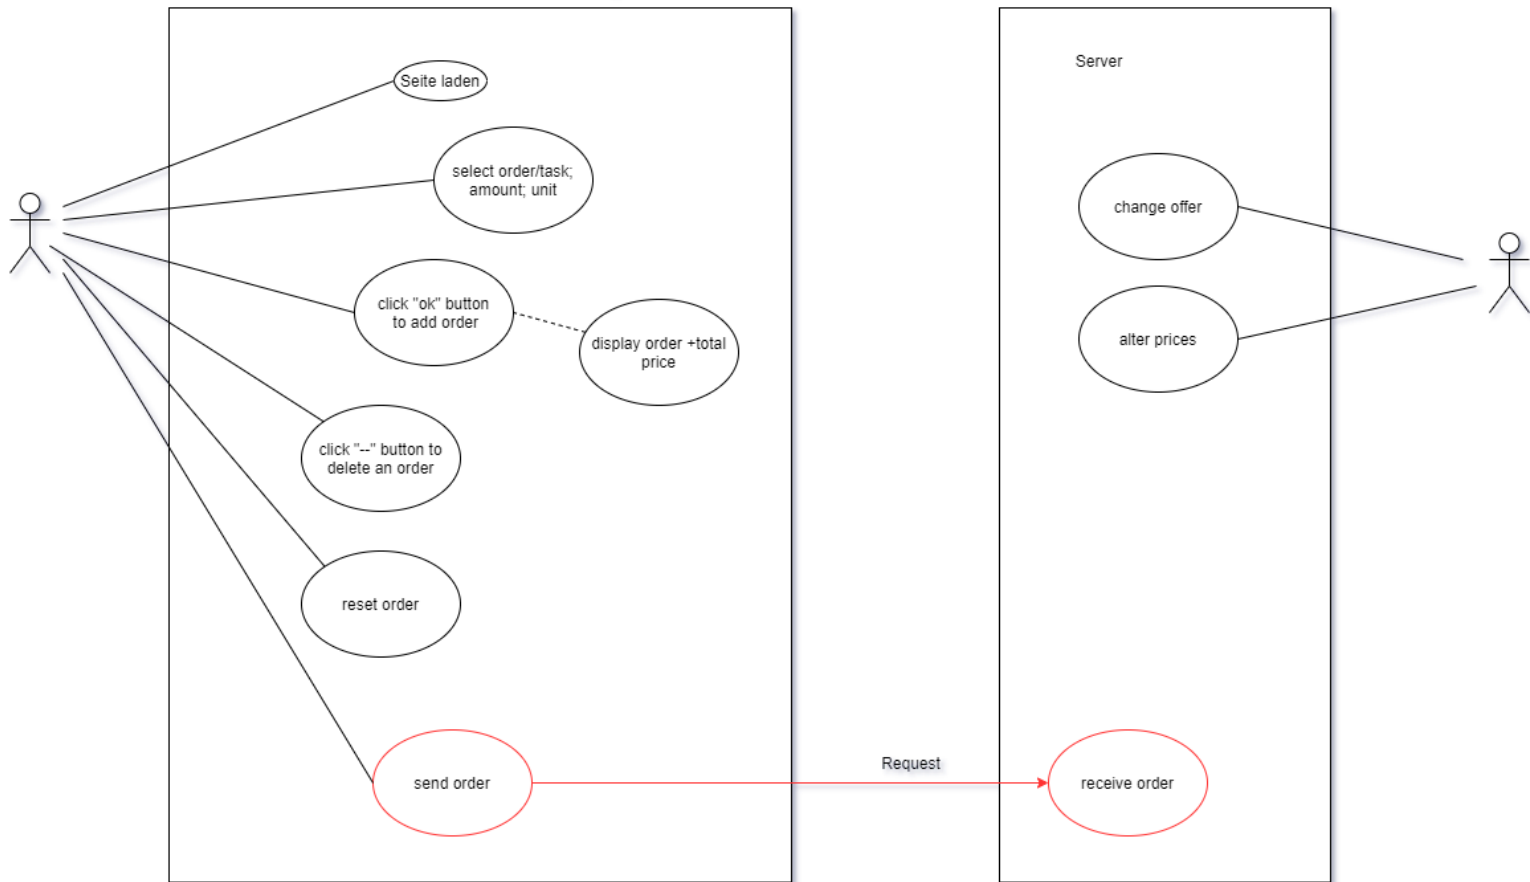 Seite laden
select order/task;
amount; unit
click "ok" button
to add order
display order +total
price
click "--" button to
delete an order
reset order
send order
Request
Server
change offer
alter prices
receive order